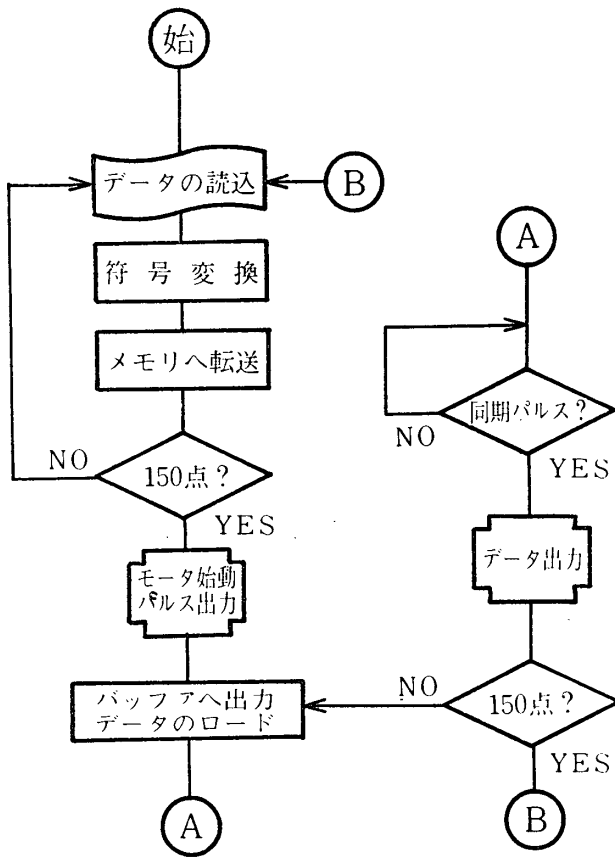 始
データの読込
B
符号変換
メモリへ転送
150点?
NO
YES
モータ始動
パルス出力
バッファへ出力
データのロード
A
A
同期パルス?
NO
YES
データ出力
150点?
NO
YES
B